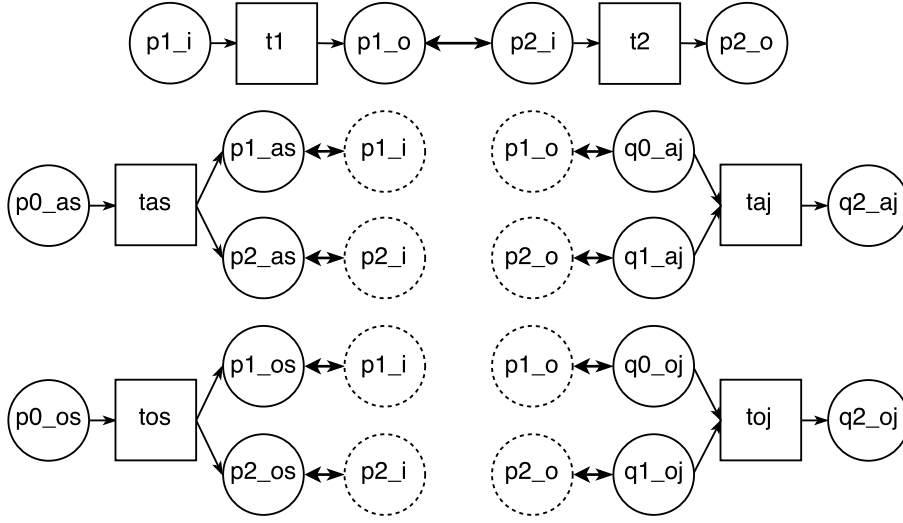 p1_i t1 p1_o p2_i t2 p2_o
p1_as p1_i p1_o q0_aj
p0_as tas taj q2_aj
p2_as p2_i p2_o q1_aj
p1_os p1_i p1_o q0_oj
p0_os tos toj q2_oj
p2_os p2_i p2_o q1_oj